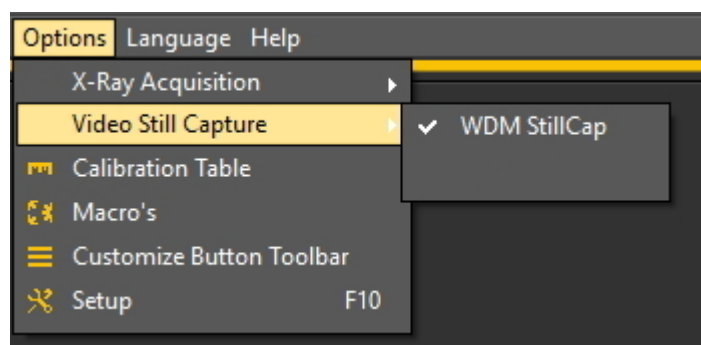 Options Language Help
X-Ray Acquisition
Video Still Capture
WDM StillCap
Calibration Table
Macro's
Customize Button Toolbar
Setup F10